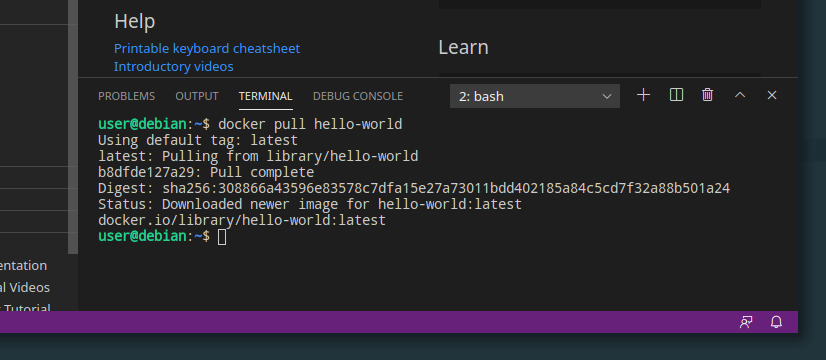 Help
Printable keyboard cheatsheet
Introductory videos
Learn
PROBLEMS OUTPUT TERMINAL DEBUG CONSOLE 2: bash
user@debian:~$ docker pull hello-world
Using default tag: latest
latest: Pulling from library/hello-world
b8dfde127a29: Pull complete
Digest: sha256:308866a43596e83578c7dfa15e27a73011bdd402185a84c5cd7f32a88b501a24
Status: Downloaded newer image for hello-world:latest
docker.io/library/hello-world:latest
user@debian:~$
entation
al Videos
Tutorial